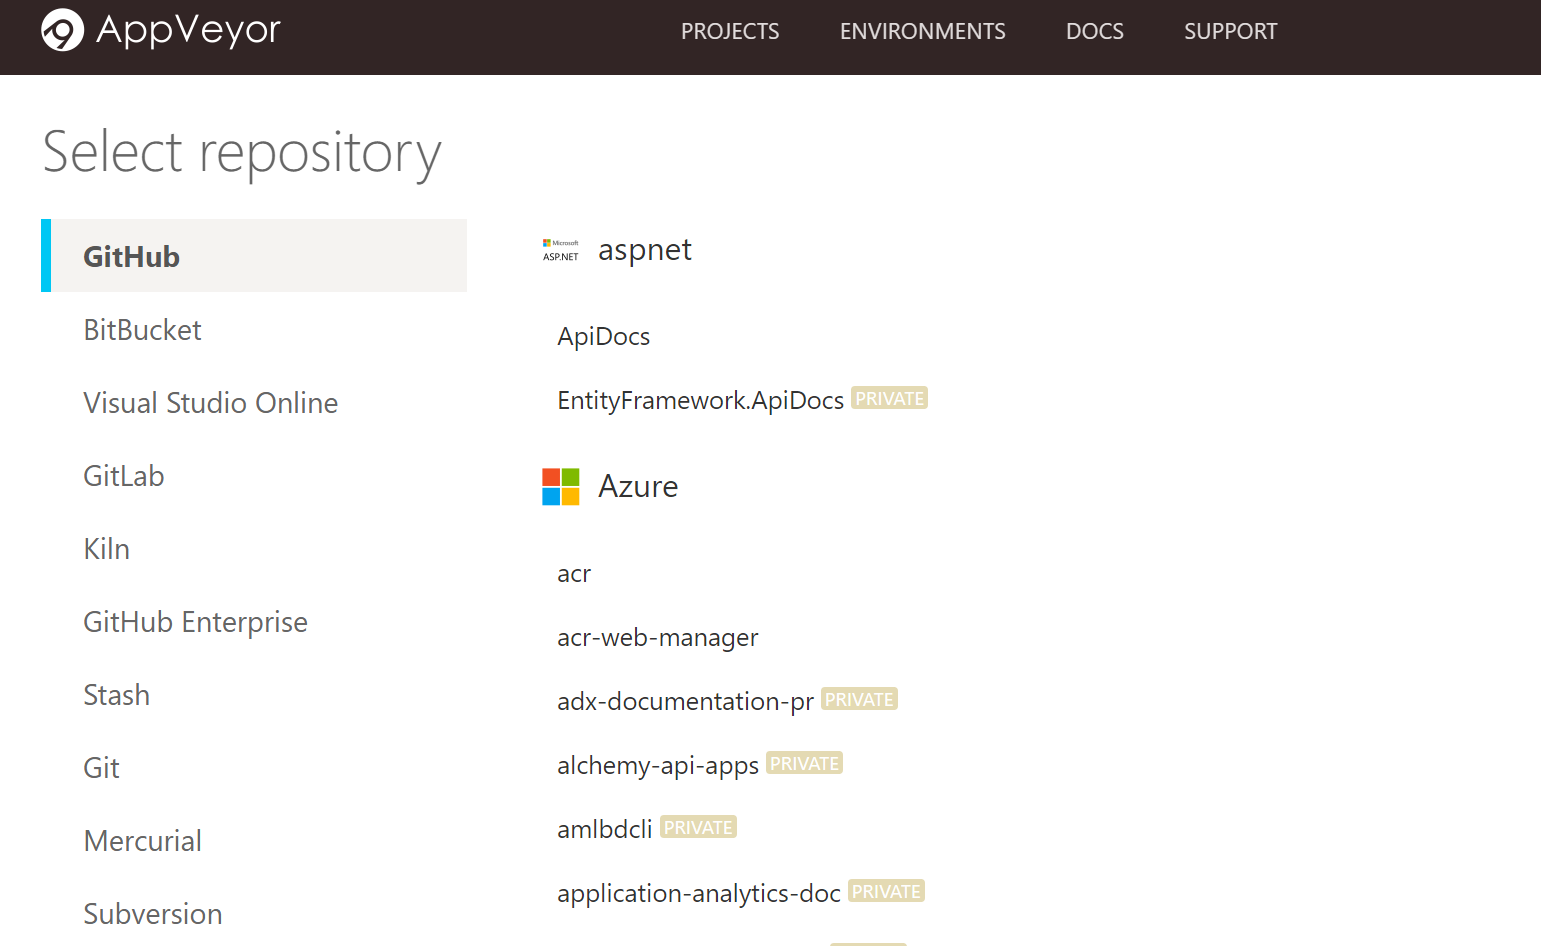 AppVeyor
PROJECTS
ENVIRONMENTS
DOCS
SUPPORT
Select repository
GitHub
BitBucket
Visual Studio Online
GitLab
Kiln
GitHub Enterprise
Stash
Git
Mercurial
Subversion
Microsoft
ASP.NET
aspnet
ApiDocs
EntityFramework.ApiDocs PRIVATE
Azure
acr
acr-web-manager
adx-documentation-pr PRIVATE
alchemy-api-apps PRIVATE
amlbdcli PRIVATE
application-analytics-doc PRIVATE